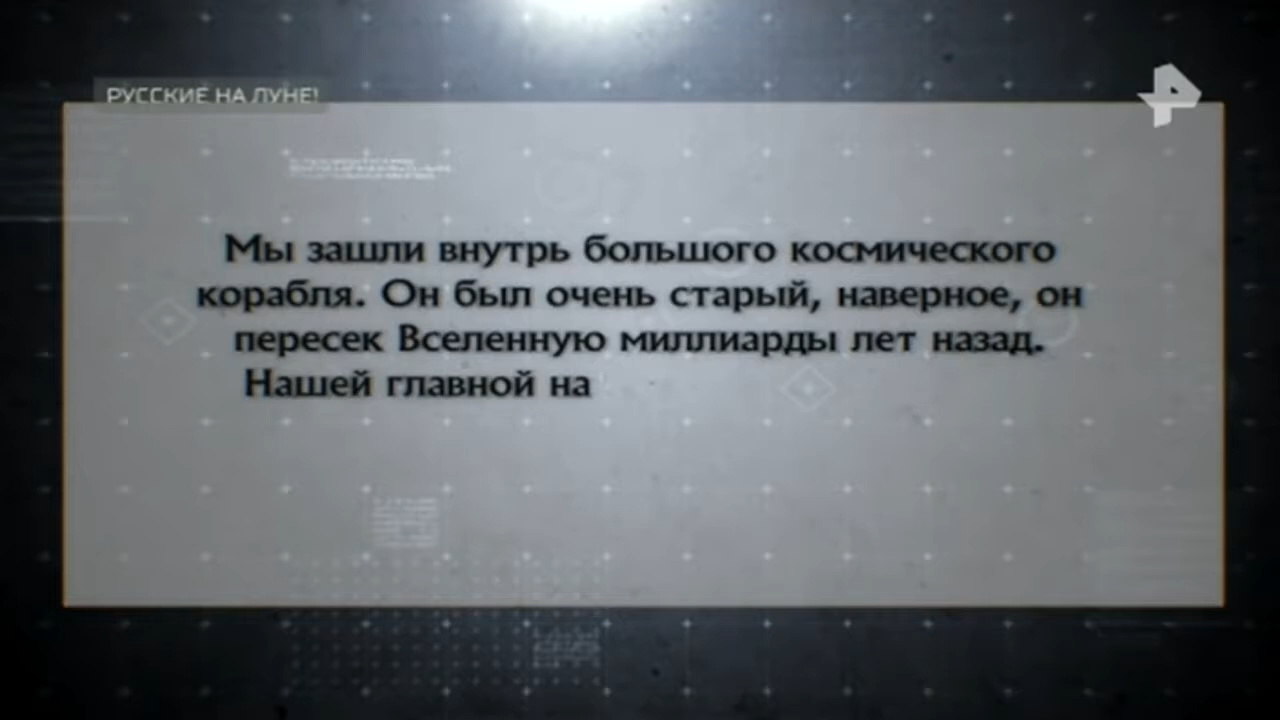 РУССКИЕ НА ЛУНЕ!
Мы зашли внутрь большого космического
корабля. Он был очень старый, наверное, он
пересек Вселенную миллиарды лет назад.
Нашей главной на